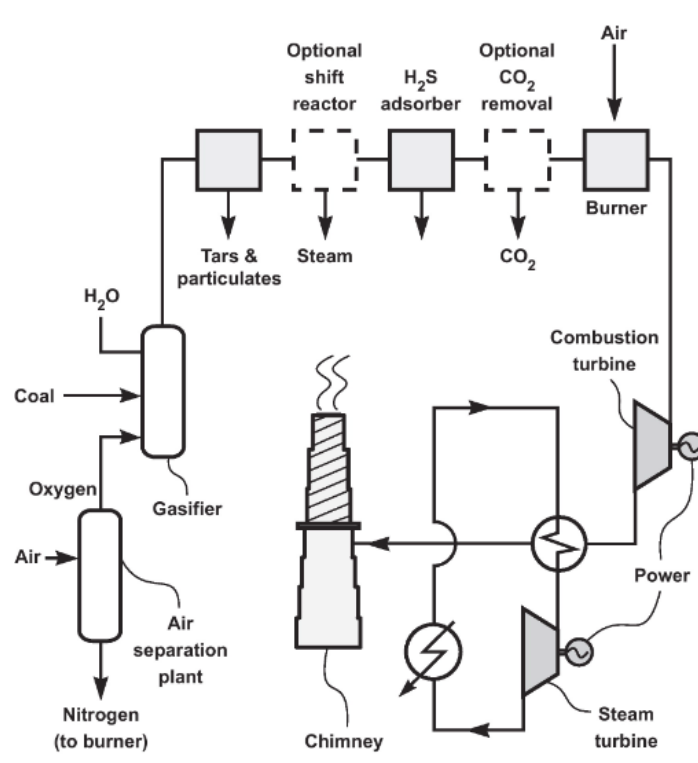 Air
Optional
shift
reactor
H₂S
adsorber
Optional
CO₂
removal
Burner
Tars &
particulates
Steam
CO₂
H₂O
Coal
Oxygen
Gasifier
Air
Air
separation
plant
Nitrogen
(to burner)
Combustion
turbine
Power
Steam
turbine
Chimney